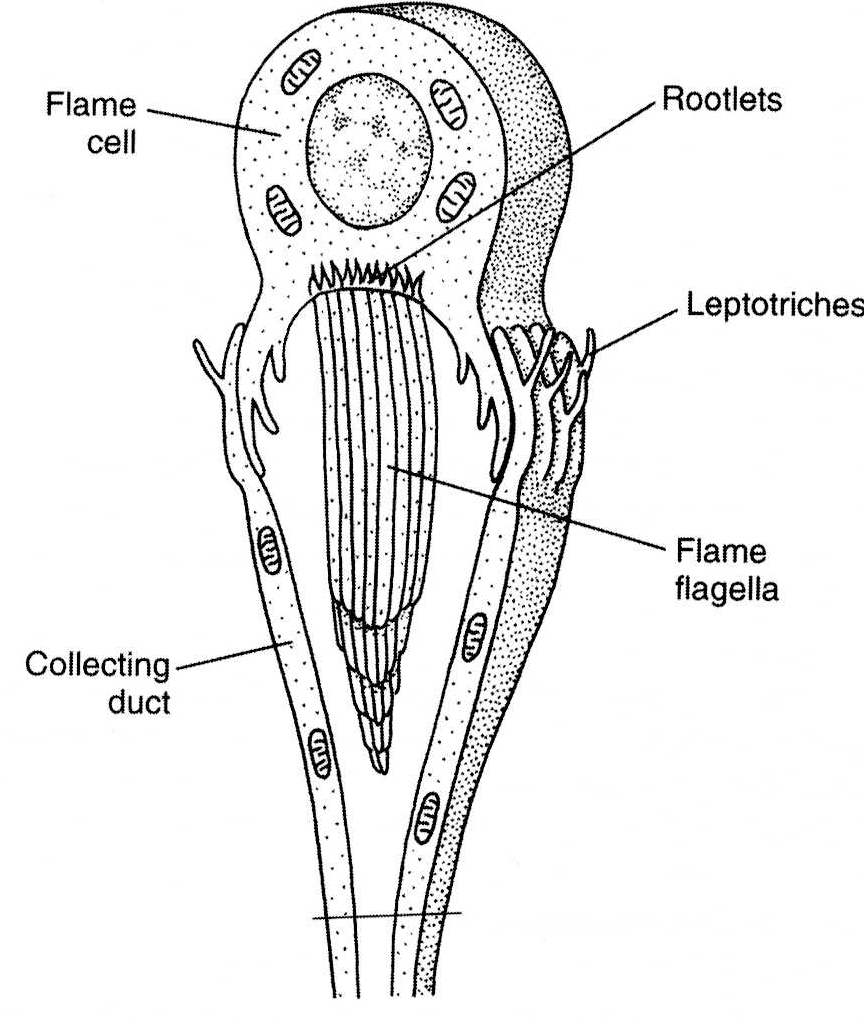 Flame
cell
Rootlets
Leptotriches
Flame
flagella
Collecting
duct